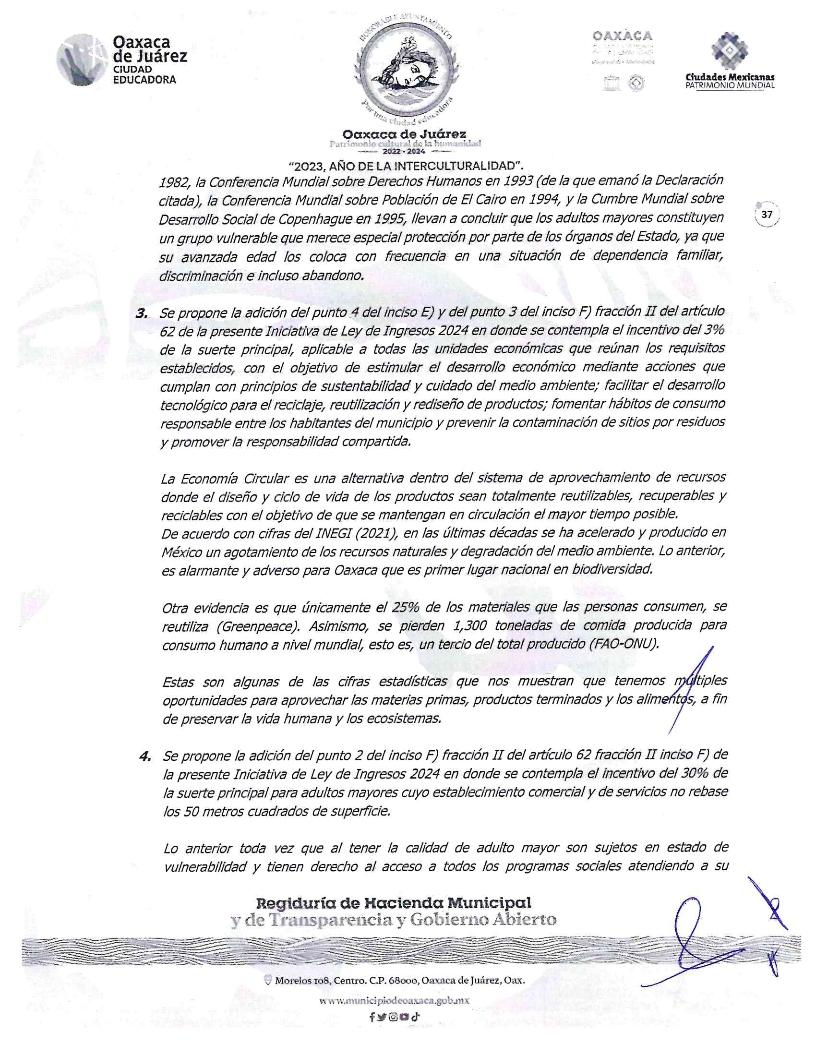 Oaxaca
de Juárez
CIUDAD
EDUCADORA
HONORABLE AYUNTAMIENTO
Por una ciudad educadora
Oaxaca de Juárez
Patrimonio cultural de la humanidad
2022 - 2024
OAXACA
Ciudades Mexicanas
PATRIMONIO MUNDIAL
"2023, AÑO DE LA INTERCULTURALIDAD".
37
1982, la Conferencia Mundial sobre Derechos Humanos en 1993 (de la que emanó la Declaración
citada), la Conferencia Mundial sobre Población de El Cairo en 1994, y la Cumbre Mundial sobre
Desarrollo Social de Copenhague en 1995, llevan a concluir que los adultos mayores constituyen
un grupo vulnerable que merece especial protección por parte de los órganos del Estado, ya que
su avanzada edad los coloca con frecuencia en una situación de dependencia familiar,
discriminación e incluso abandono.
3. Se propone la adición del punto 4 del inciso E) y del punto 3 del inciso F) fracción II del artículo
62 de la presente Iniciativa de Ley de Ingresos 2024 en donde se contempla el incentivo del 3%
de la suerte principal, aplicable a todas las unidades económicas que reúnan los requisitos
establecidos, con el objetivo de estimular el desarrollo económico mediante acciones que
cumplan con principios de sustentabilidad y cuidado del medio ambiente; facilitar el desarrollo
tecnológico para el reciclaje, reutilización y rediseño de productos; fomentar hábitos de consumo
responsable entre los habitantes del municipio y prevenir la contaminación de sitios por residuos
y promover la responsabilidad compartida.
La Economía Circular es una alternativa dentro del sistema de aprovechamiento de recursos
donde el diseño y ciclo de vida de los productos sean totalmente reutilizables, recuperables y
reciclables con el objetivo de que se mantengan en circulación el mayor tiempo posible.
De acuerdo con cifras del INEGI (2021), en las últimas décadas se ha acelerado y producido en
México un agotamiento de los recursos naturales y degradación del medio ambiente. Lo anterior,
es alarmante y adverso para Oaxaca que es primer lugar nacional en biodiversidad.
Otra evidencia es que únicamente el 25% de los materiales que las personas consumen, se
reutiliza (Greenpeace). Asimismo, se pierden 1,300 toneladas de comida producida para
consumo humano a nivel mundial, esto es, un tercio del total producido (FAO-ONU).
Estas son algunas de las cifras estadísticas que nos muestran que tenemos múltiples
oportunidades para aprovechar las materias primas, productos terminados y los alimentos, a fin
de preservar la vida humana y los ecosistemas.
4. Se propone la adición del punto 2 del inciso F) fracción II del artículo 62 fracción II inciso F) de
la presente Iniciativa de Ley de Ingresos 2024 en donde se contempla el incentivo del 30% de
la suerte principal para adultos mayores cuyo establecimiento comercial y de servicios no rebase
los 50 metros cuadrados de superficie.
Lo anterior toda vez que al tener la calidad de adulto mayor son sujetos en estado de
vulnerabilidad y tienen derecho al acceso a todos los programas sociales atendiendo a su
Regiduría de Hacienda Municipal
y de Transparencia y Gobierno Abierto
Morelos 108, Centro. C.P. 68000, Oaxaca de Juárez, Oax.
www.municipiodeoaxaca.gob.mx